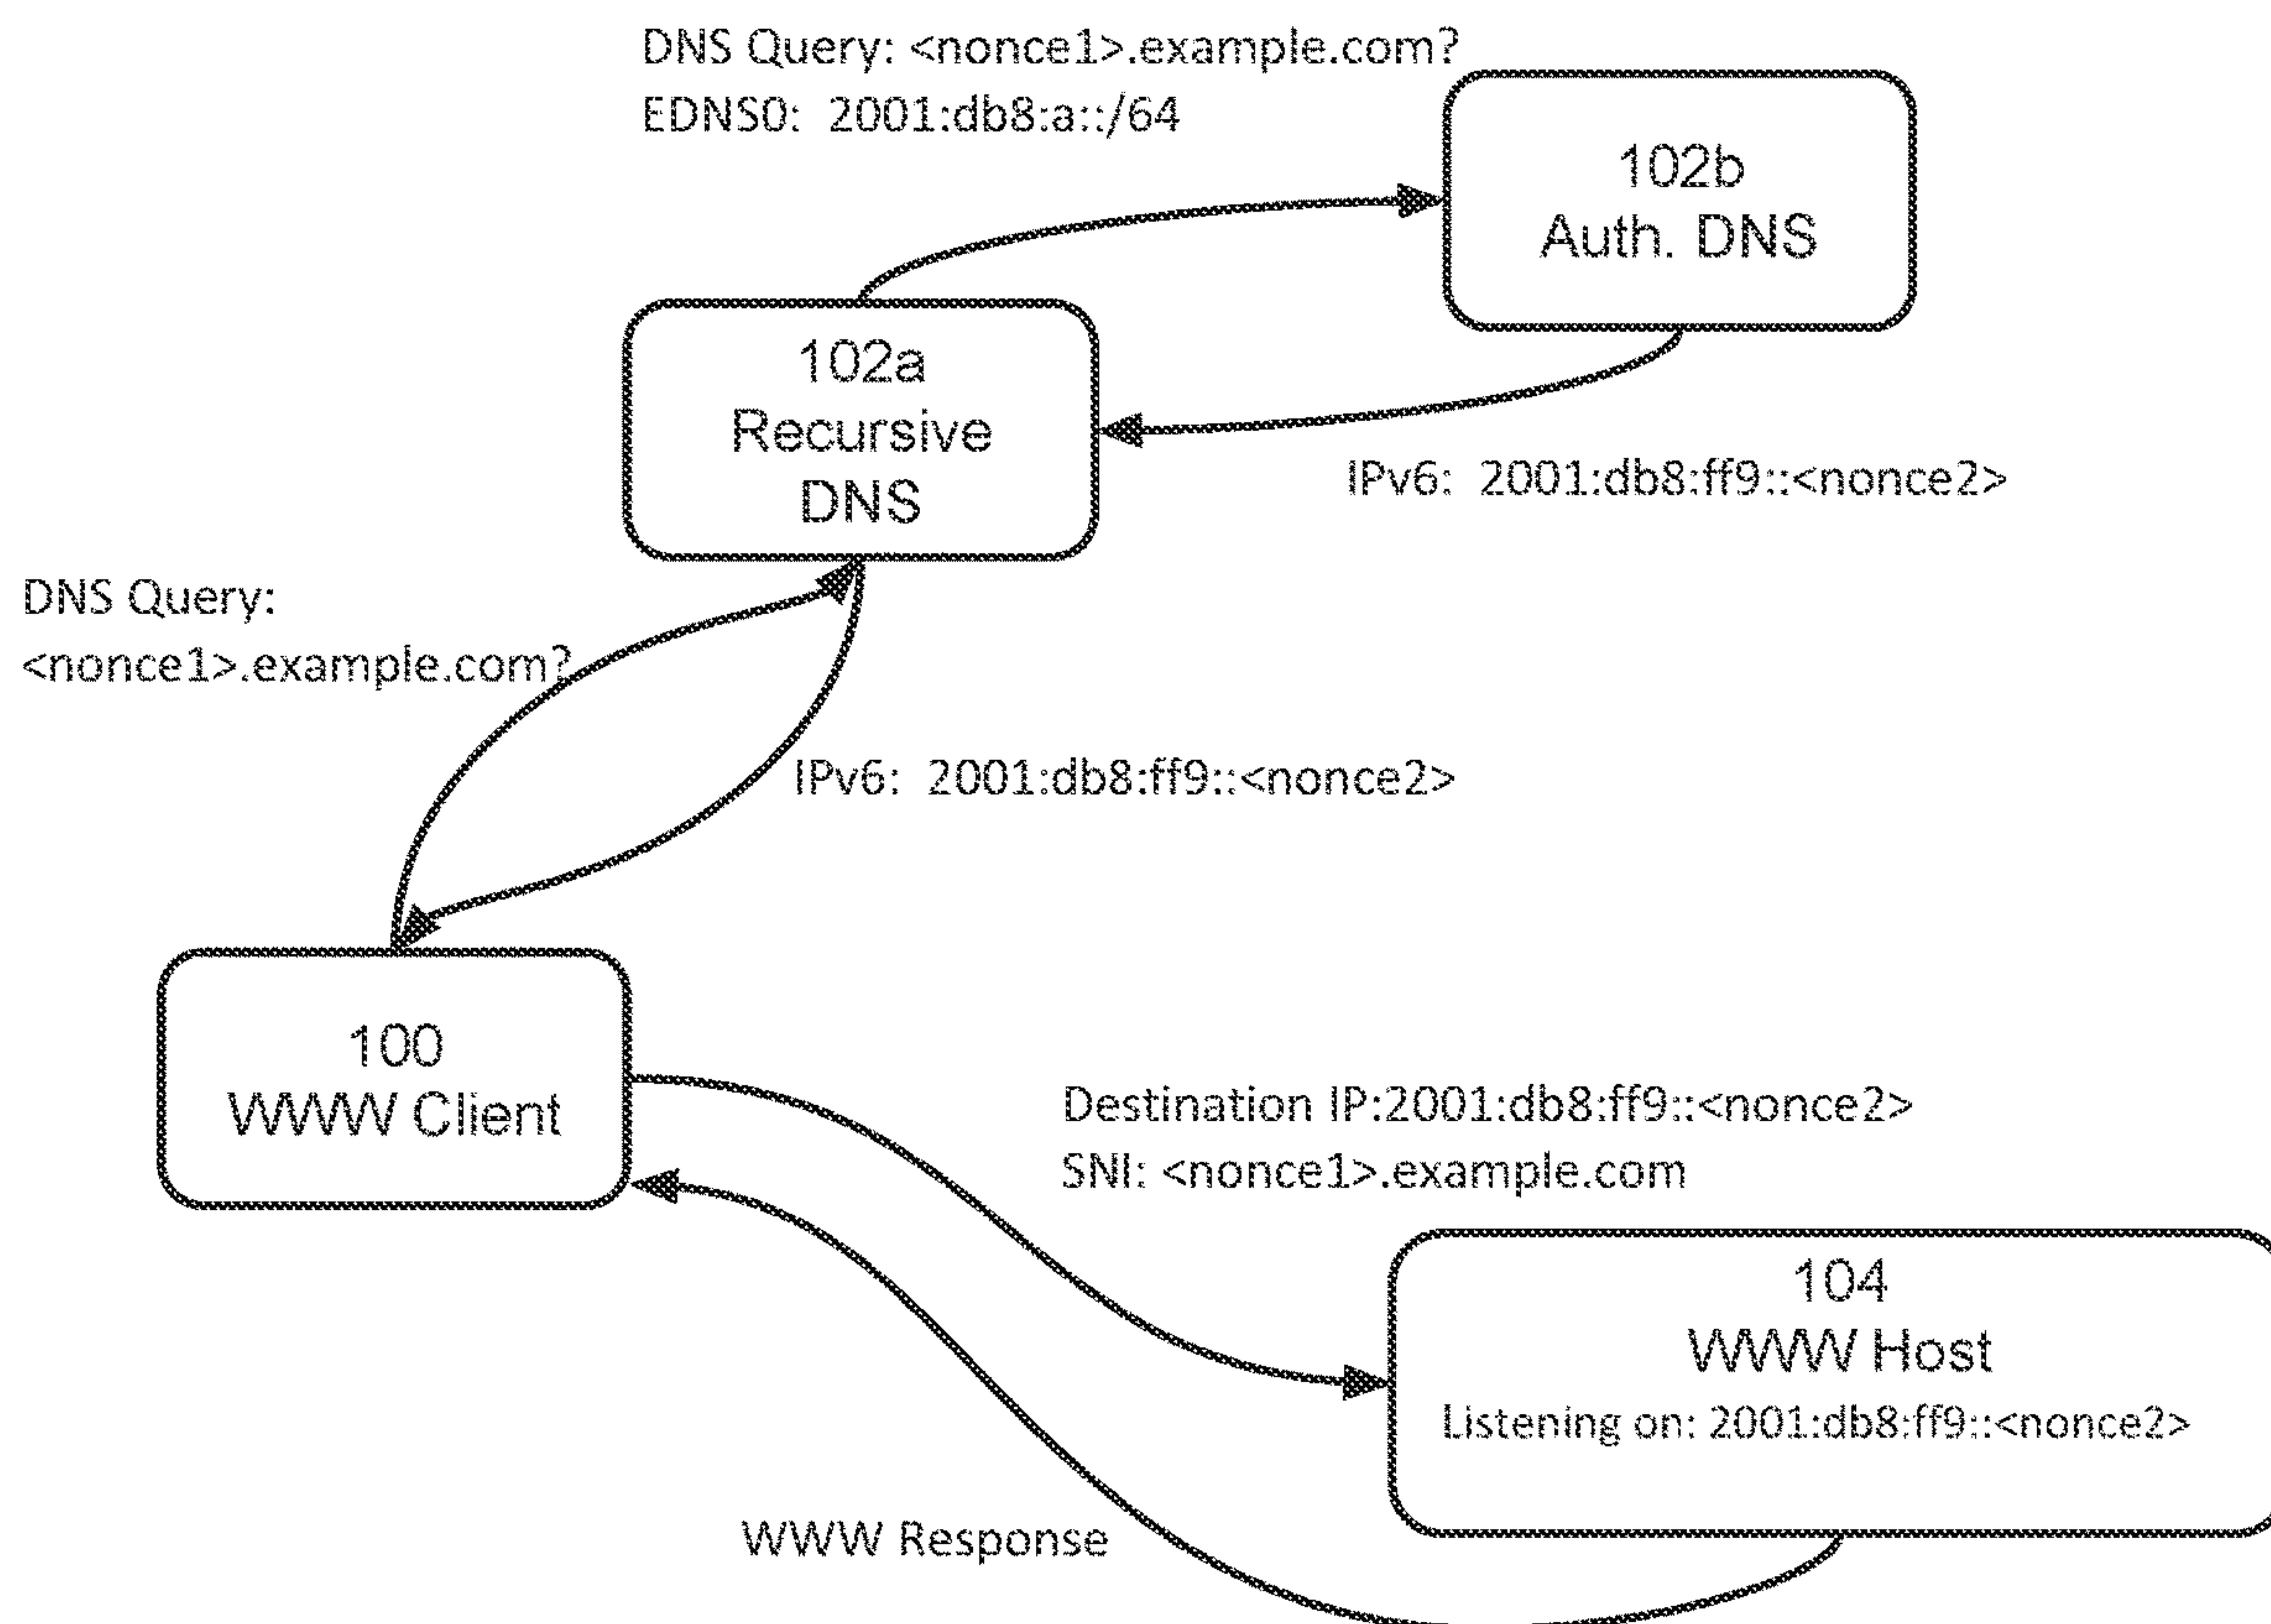 DNS Query: <nonce1>.example.com?
EDNS0: 2001:db8:a::/64
102b
Auth. DNS
102a
Recursive
DNS
IPv6: 2001:db8:ff9::<nonce2>
DNS Query:
<nonce1>.example.com?
IPv6: 2001:db8:ff9::<nonce2>
100
WWW Client
Destination IP:2001:db8:ff9::<nonce2>
SNI: <nonce1>.example.com
104
WWW Host
Listening on: 2001:db8:ff9::<nonce2>
WWW Response